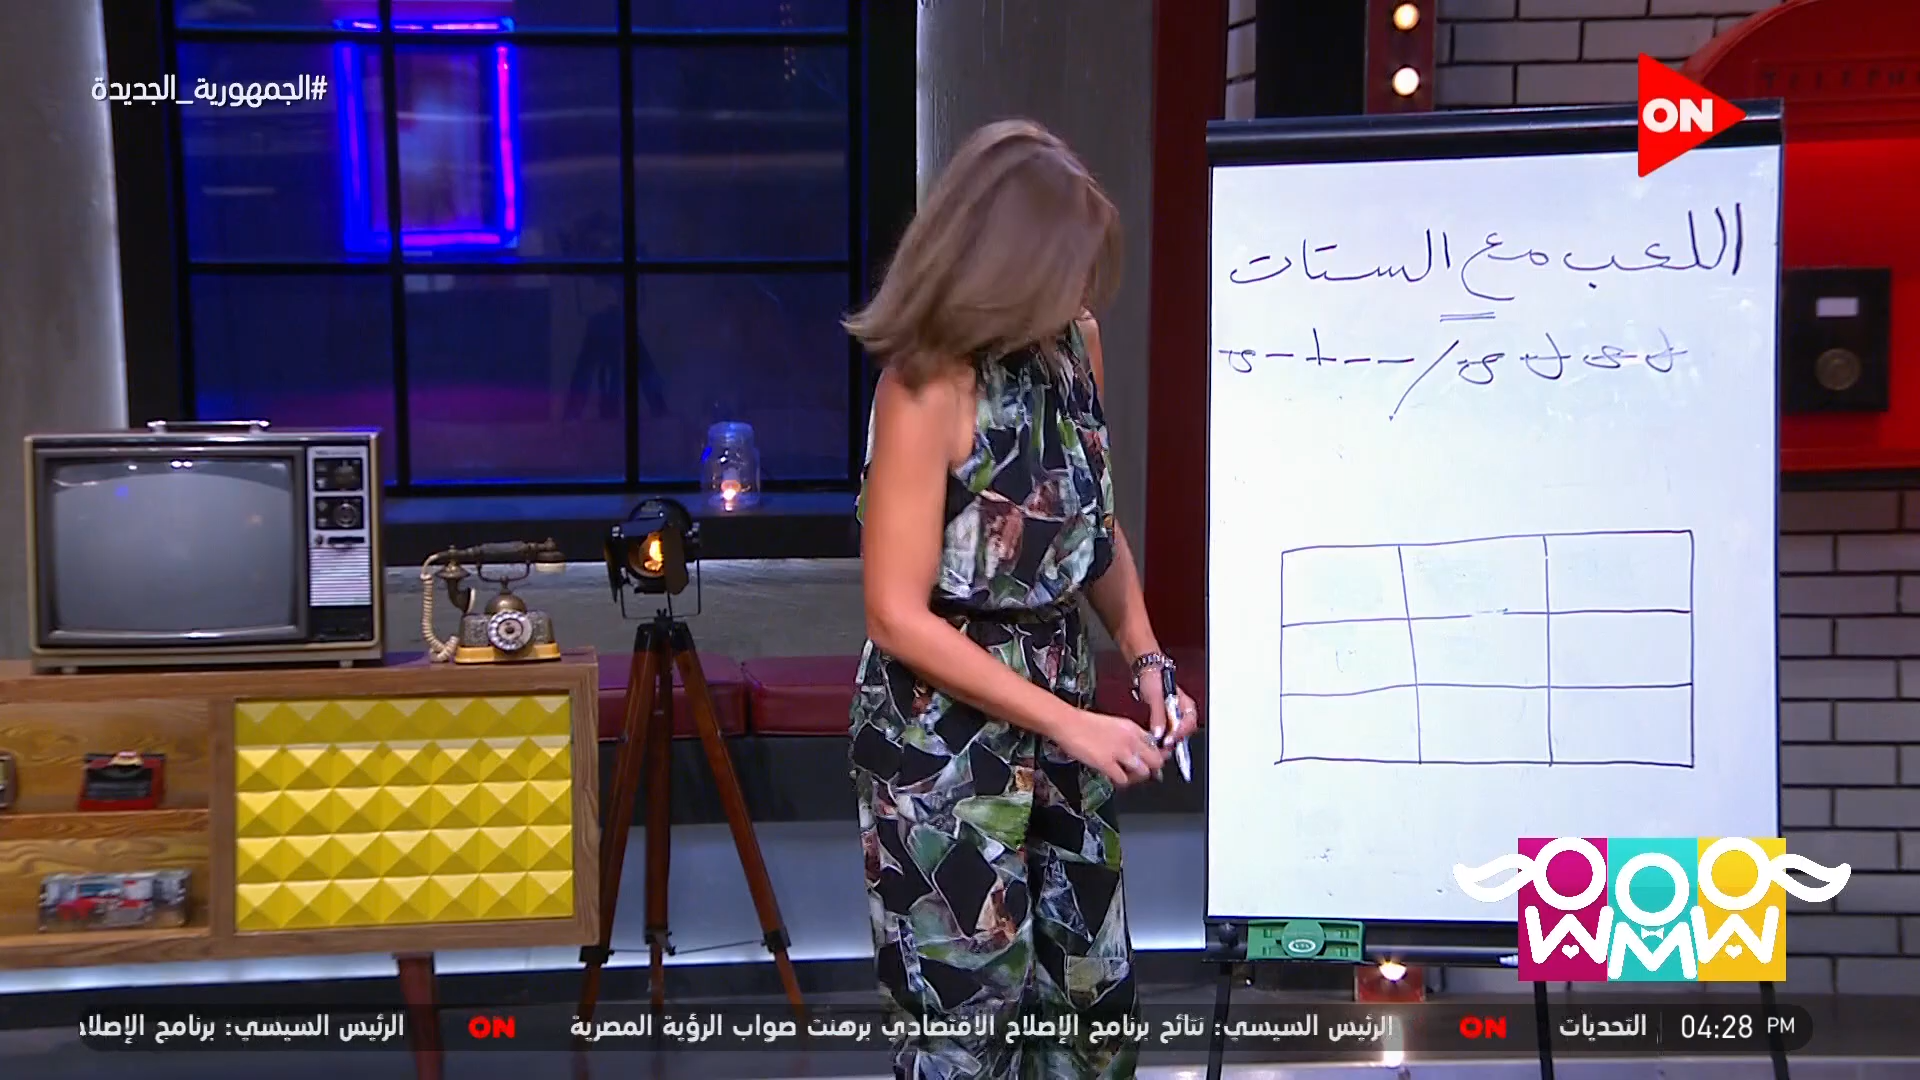 #الجمهورية_الجديدة
ON
TELEPHO
اللعب مع الستات
الرئيس السيسي: برنامج الإصلا
ON
الرئيس السيسي: نتائج برنامج الإصلاح الاقتصادي برهنت صواب الرؤية المصرية
ON
التحديات
04:28 PM